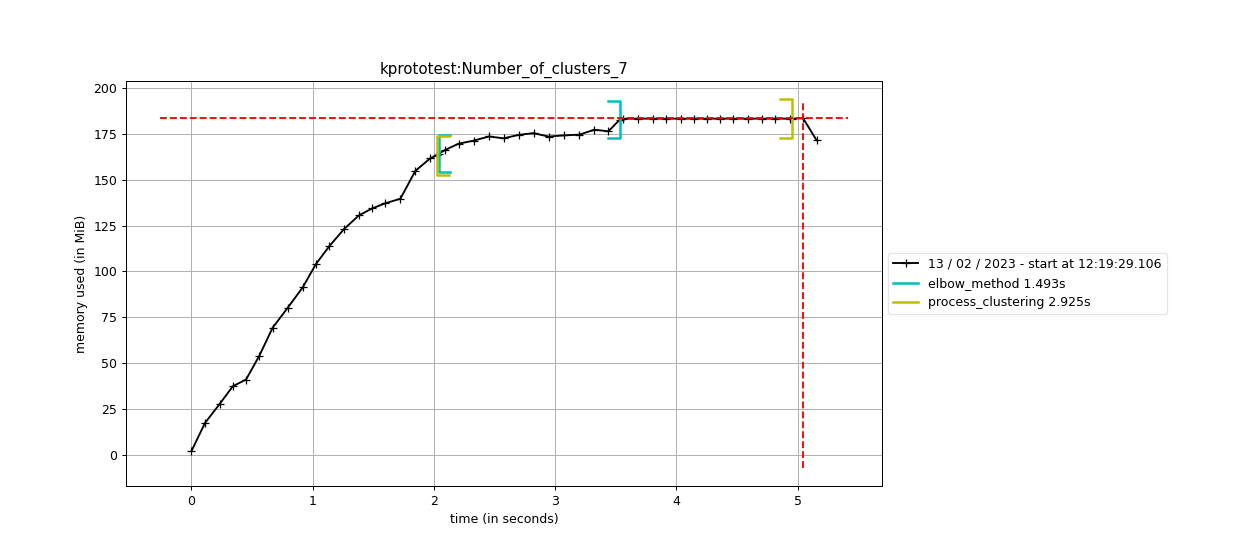 kprototest:Number_of_clusters_7
200
175
150
125
100
75
50
25
0
memory used (in MiB)
0 1 2 3 4 5
time (in seconds)
13 / 02 / 2023 - start at 12:19:29.106
elbow_method 1.493s
process_clustering 2.925s